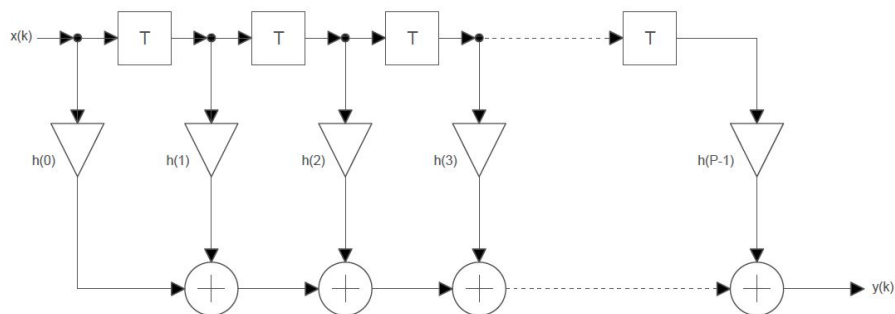 x(k)
T
T
T
T
h(0)
h(1)
h(2)
h(3)
h(P-1)
y(k)